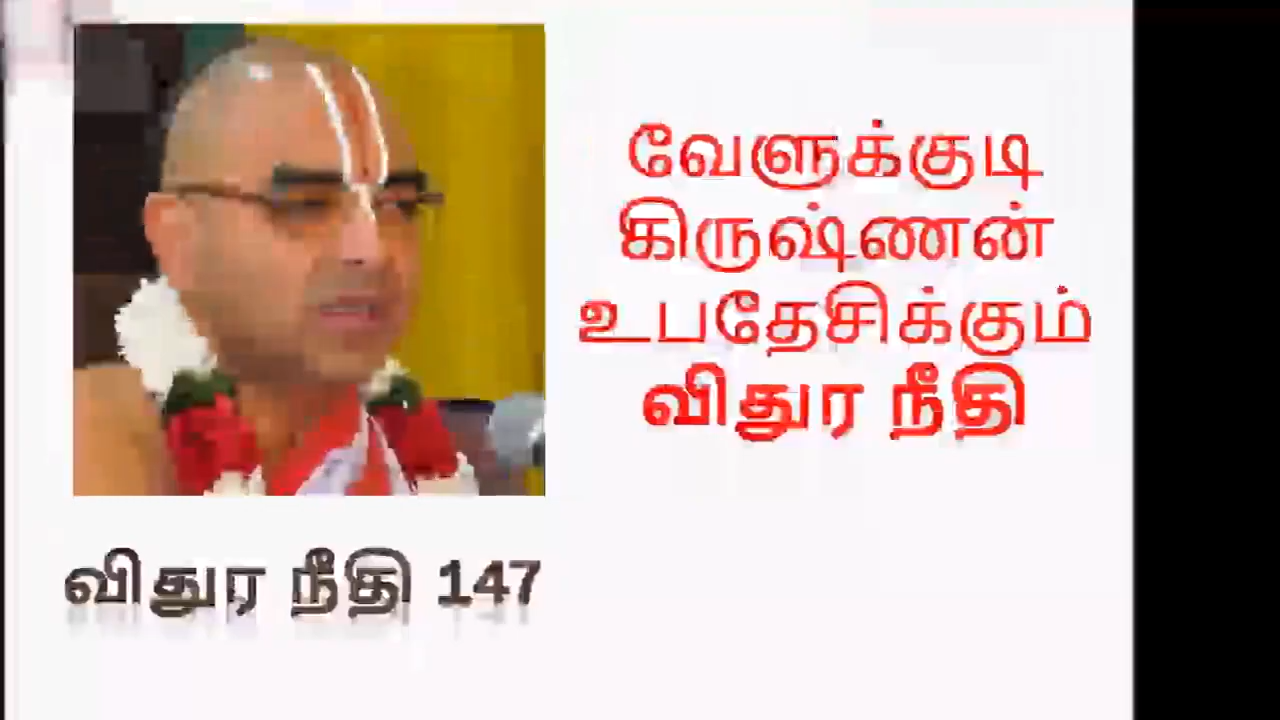 வேளுக்குடி
கிருஷ்ணன்
உபதேசிக்கும்
விதுர நீதி
விதுர நீதி 147